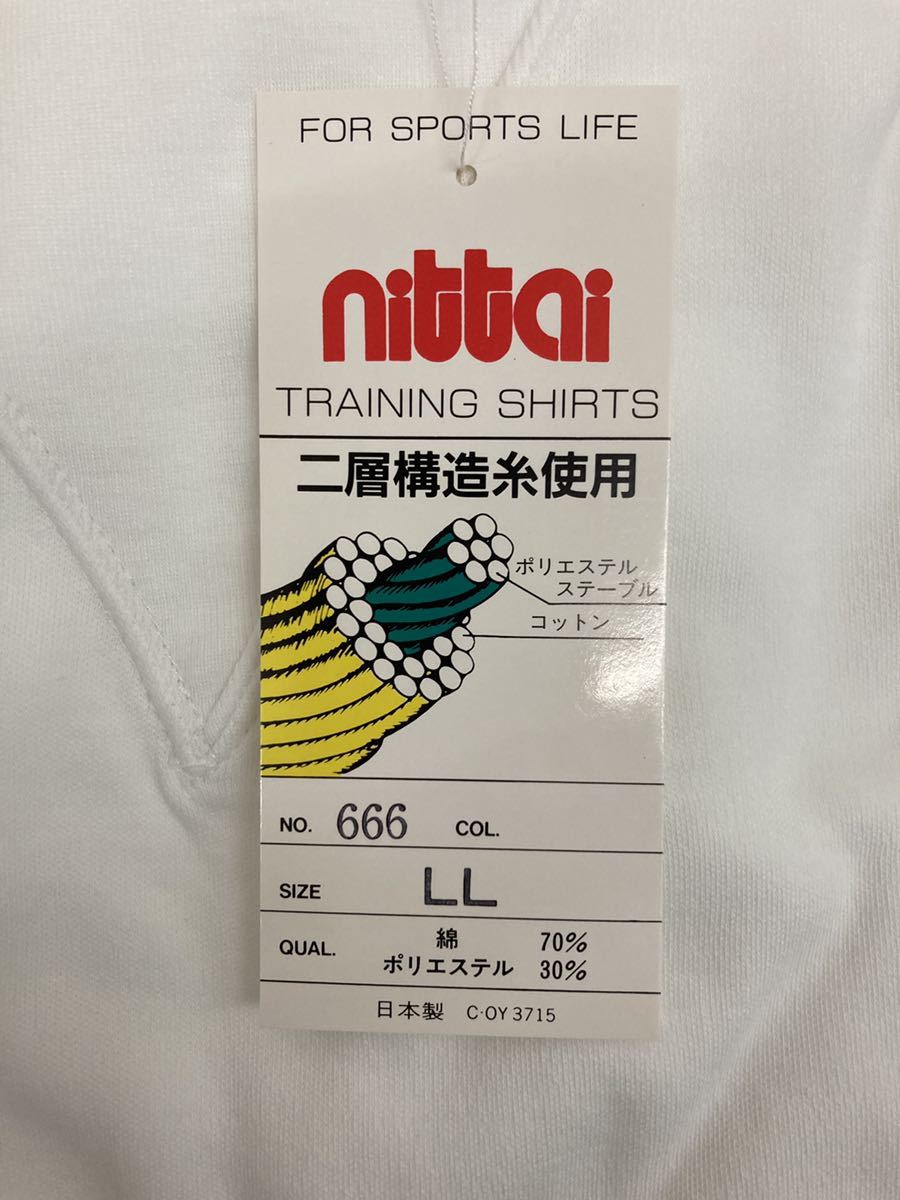 FOR SPORTS LIFE
nittai
TRAINING SHIRTS
二層構造糸使用
ポリエステル
ステーブル
コットン
NO. 666 COL.
SIZE LL
QUAL. 綿 70%
ポリエステル 30%
日本製 C·OY 3715